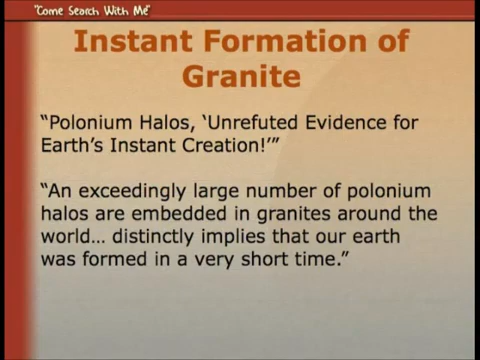 "Come Search With Me"
Instant Formation of
Granite
“Polonium Halos, ‘Unrefuted Evidence for
Earth’s Instant Creation!’”
“An exceedingly large number of polonium
halos are embedded in granites around the
world… distinctly implies that our earth
was formed in a very short time.”